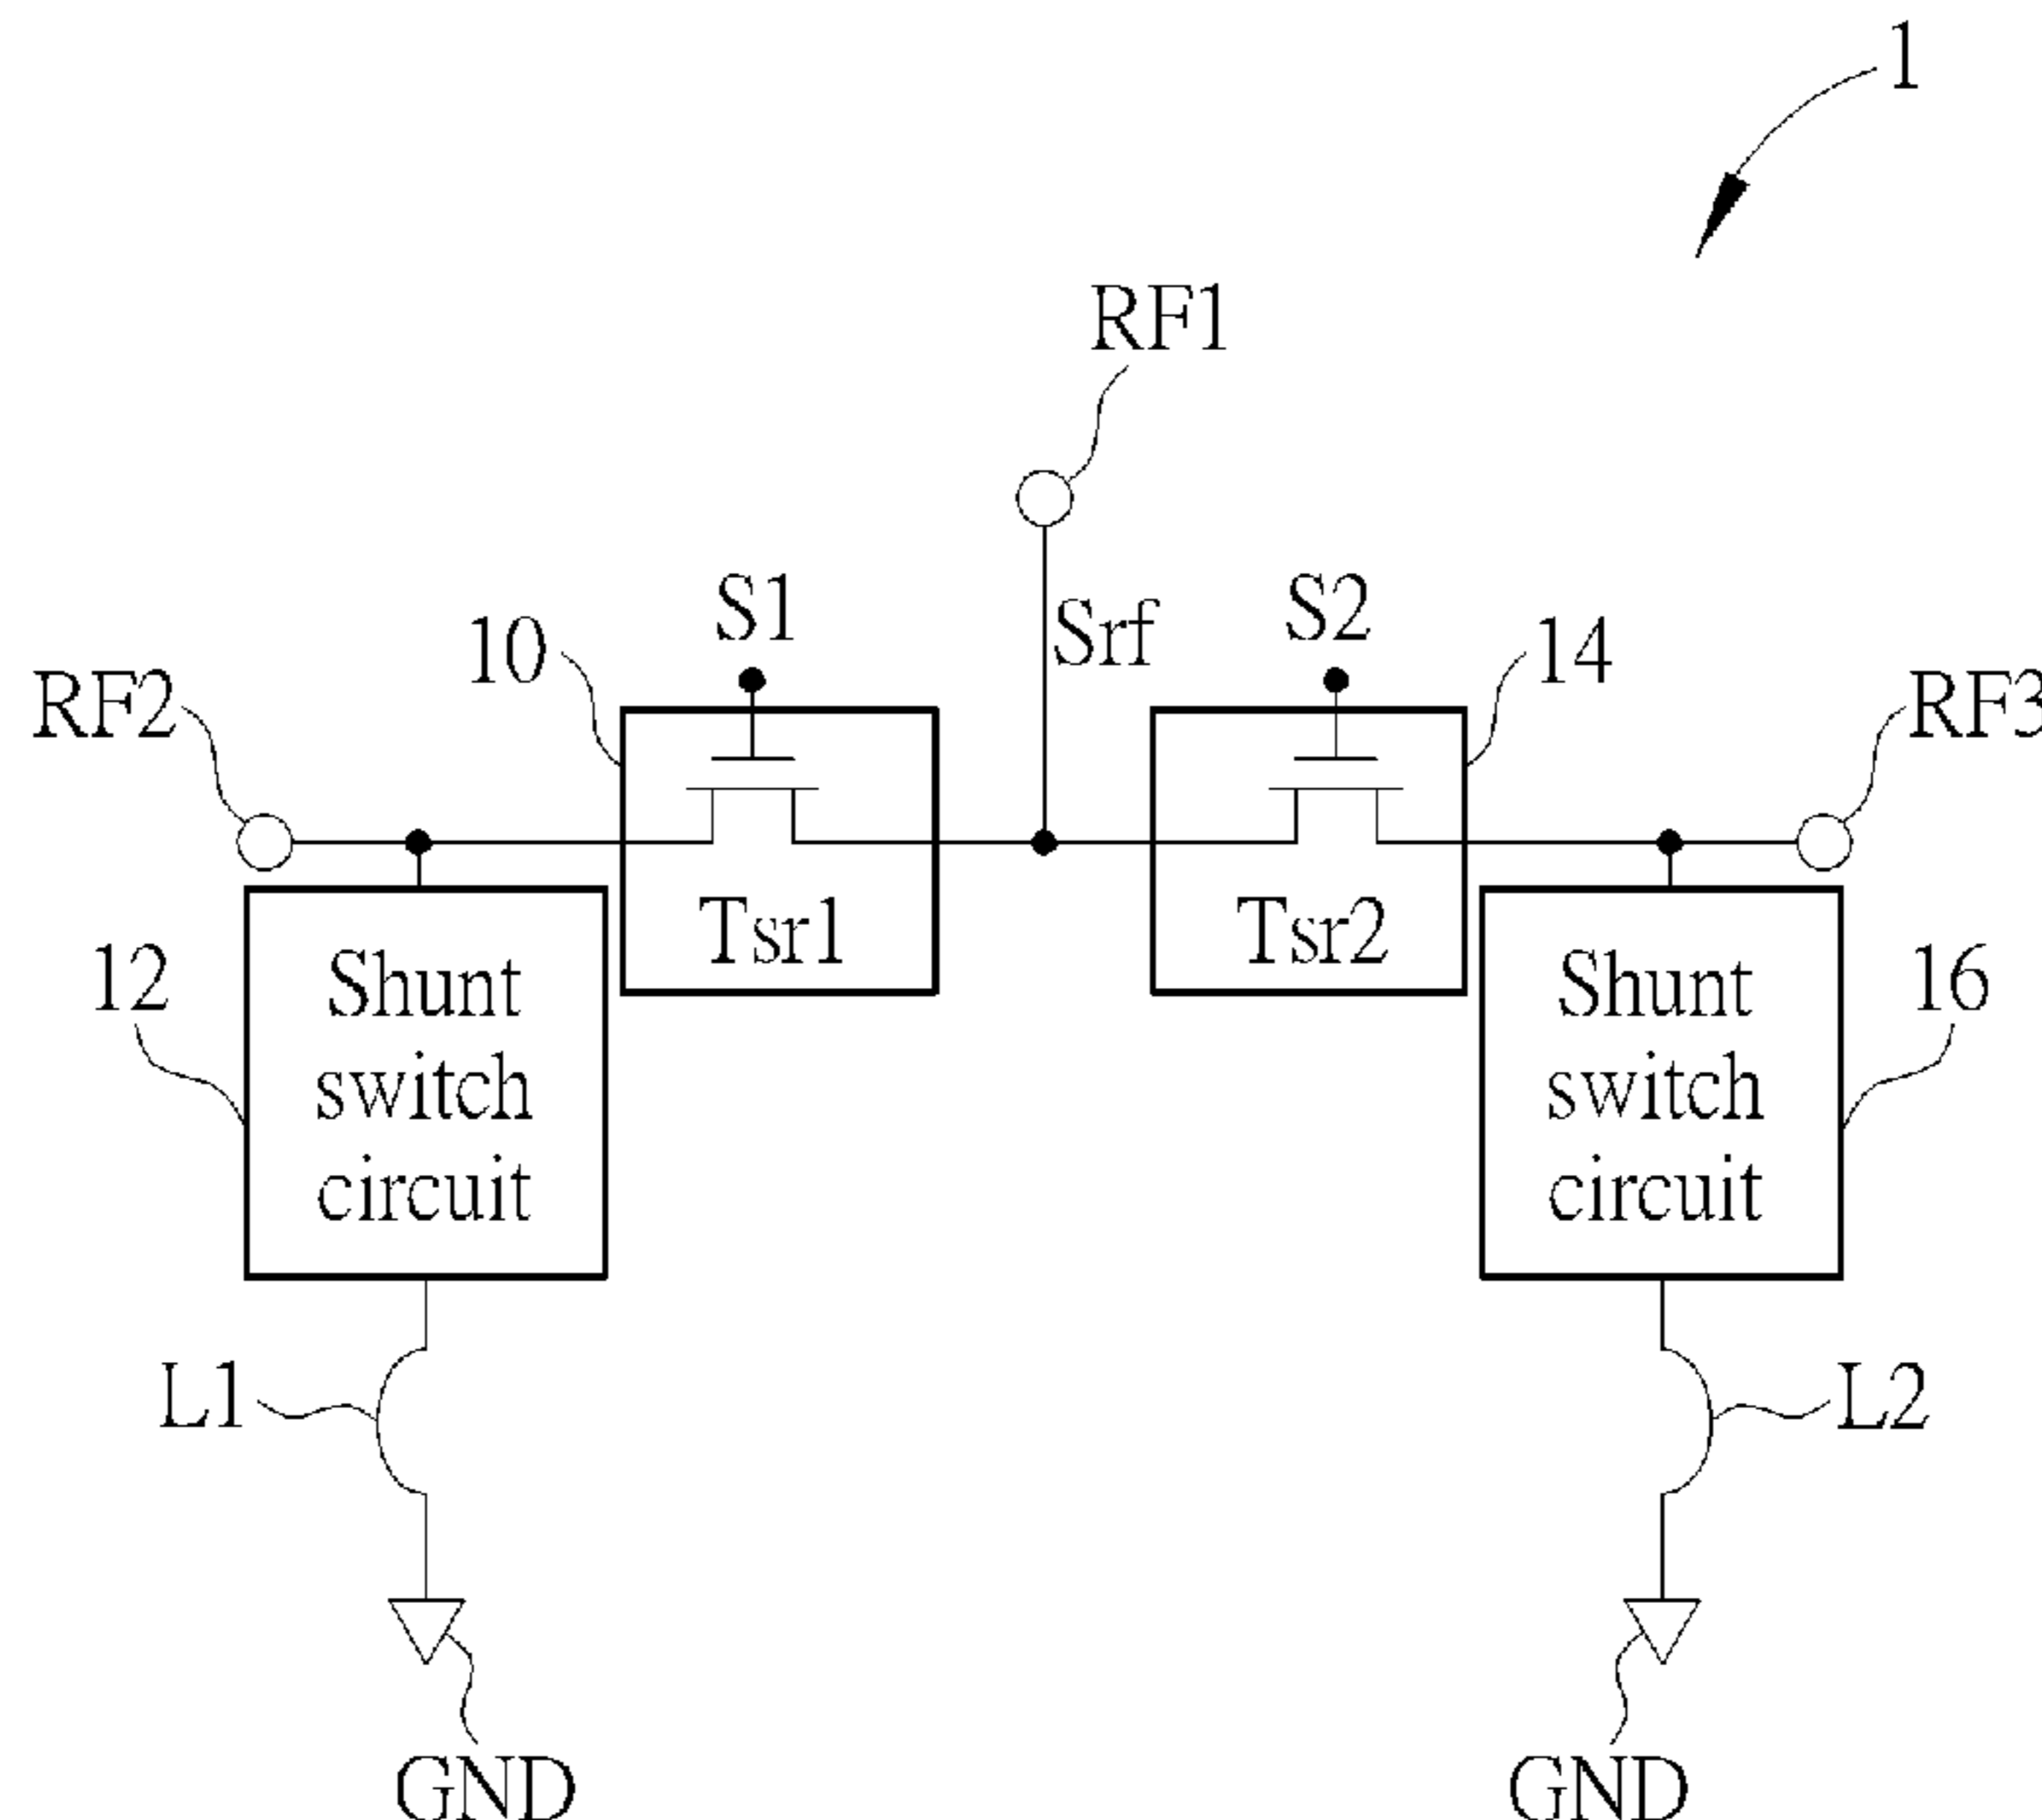 1
RF1
S1
S2
10
Srf
14
RF2
RF3
Tsr1
Tsr2
12
Shunt
switch
circuit
Shunt
switch
circuit
16
L1
L2
GND
GND